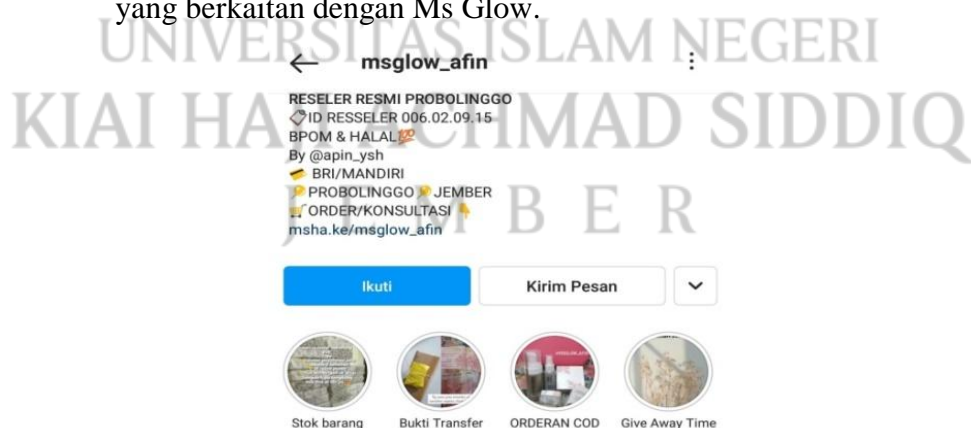 yang berkaitan dengan Ms Glow.
UNIVERSITAS ISLAM NEGERI
← msglow_afin
RESELER RESMI PROBOLINGGO
KIAI HAJI ACHMAD SIDDIQ
🏷ID RESSELER 006.02.09.15
BPOM & HALAL💯
By @apin_ysh
💳 BRI/MANDIRI
🔑PROBOLINGGO🔑JEMBER
JEMBER
🛒ORDER/KONSULTASI👇
msha.ke/msglow_afin
Ikuti Kirim Pesan
Stok barang Bukti Transfer ORDERAN COD Give Away Time